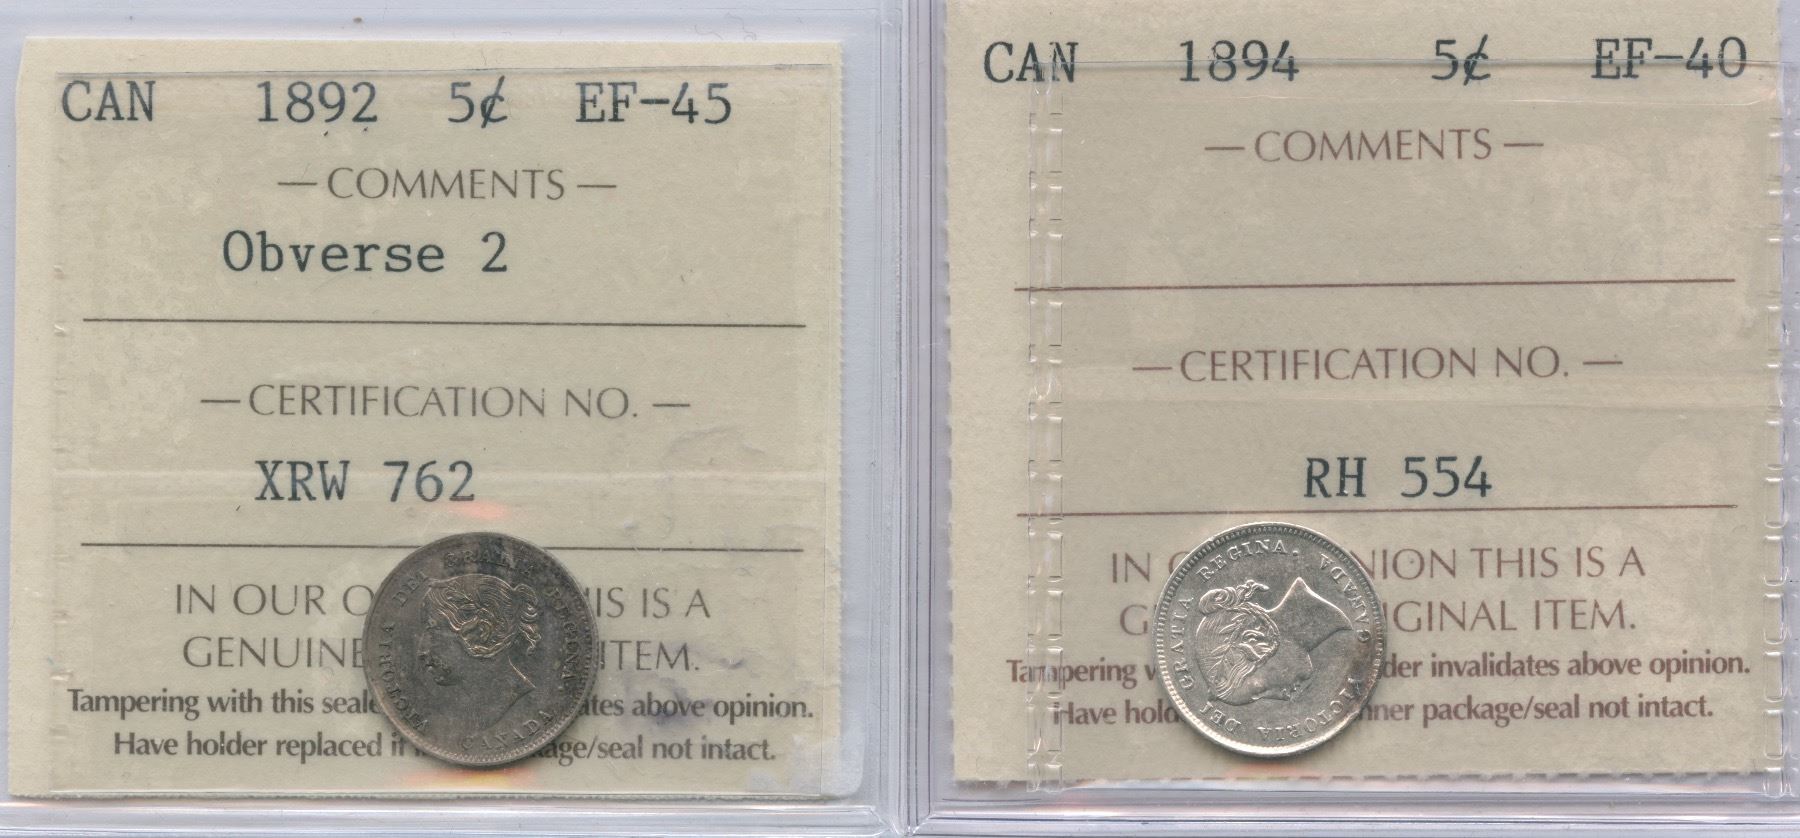 CAN 1892 5¢ EF-45
—COMMENTS—
Obverse 2
—CERTIFICATION NO.—
XRW 762
IN OUR O IS IS A
GENUINE ITEM.
Tampering with this seal tes above opinion.
Have holder replaced if kage/seal not intact.
VICTORIA DEI GRATIA REGINA.
CANADA
CAN 1894 5¢ EF-40
—COMMENTS—
—CERTIFICATION NO.—
RH 554
IN O NION THIS IS A
G IGINAL ITEM.
Tampering w der invalidates above opinion.
Have hold nner package/seal not intact.
VICTORIA DEI GRATIA REGINA.
CANADA